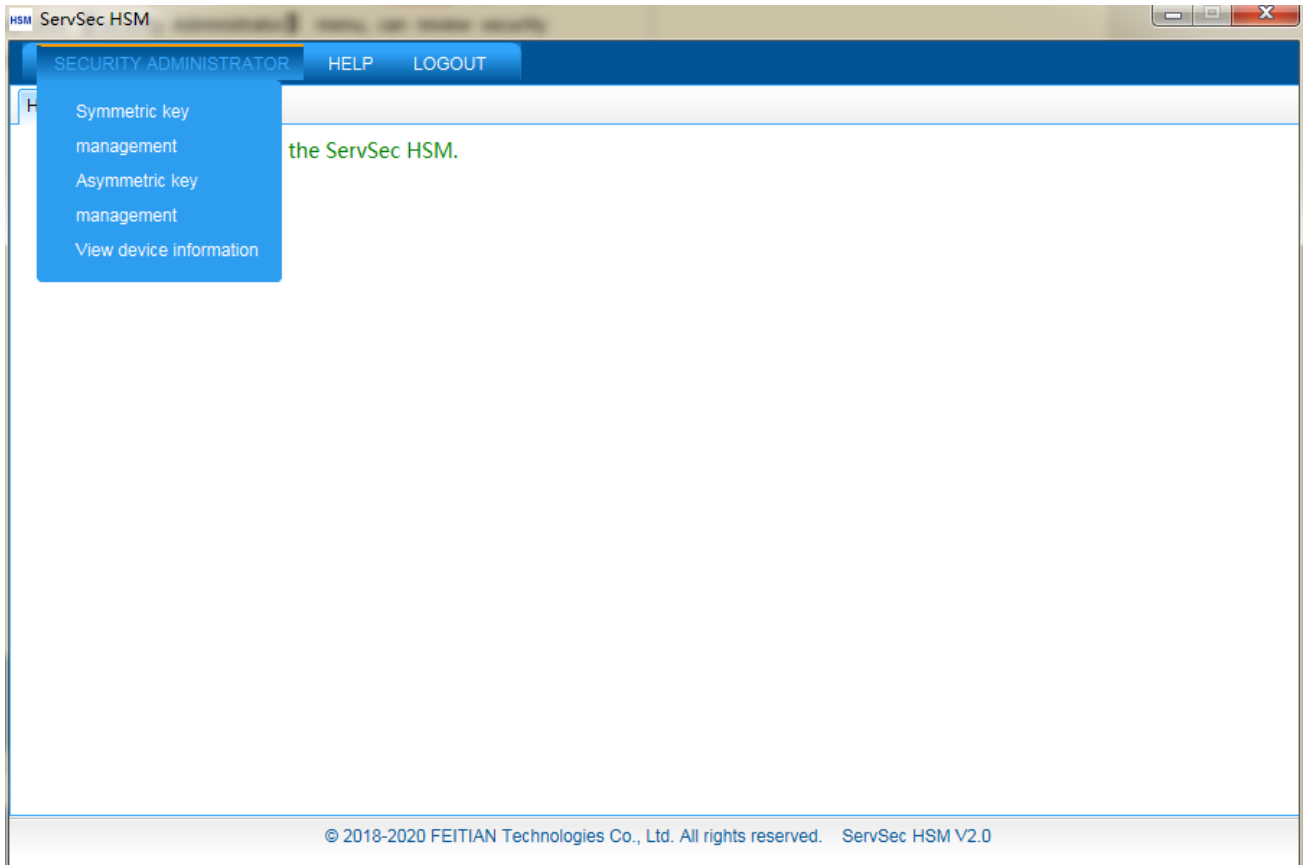 HSM ServSec HSM
SECURITY ADMINISTRATOR HELP LOGOUT
H
Symmetric key
management
the ServSec HSM.
Asymmetric key
management
View device information
© 2018-2020 FEITIAN Technologies Co., Ltd. All rights reserved. ServSec HSM V2.0